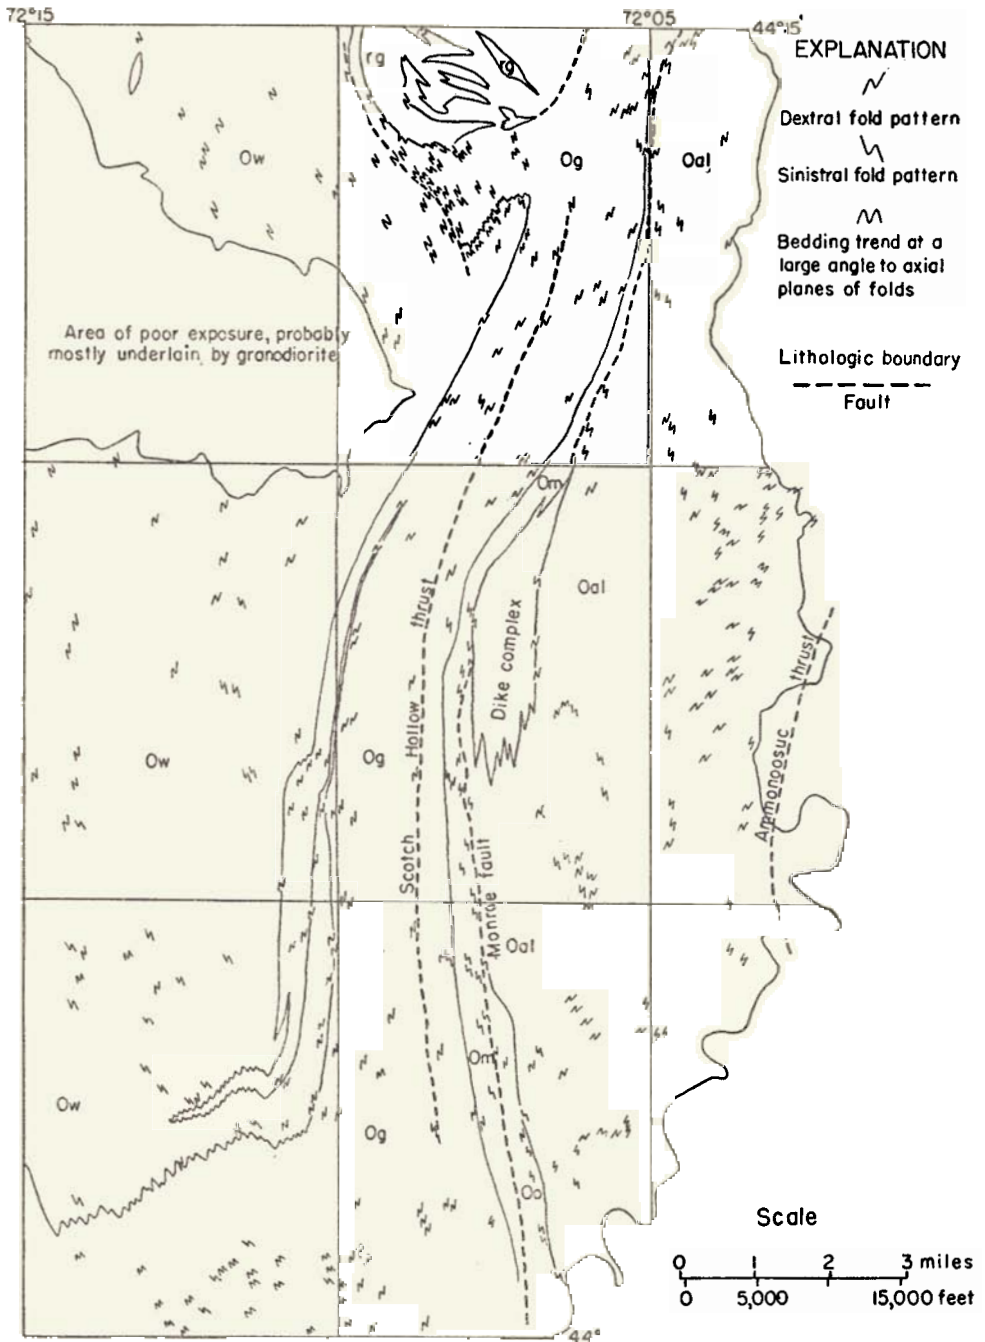 72°15
72°05
44°15
EXPLANATION
Dextral fold pattern
Sinistral fold pattern
Bedding trend at a
large angle to axial
planes of folds
Lithologic boundary
Fault
rg
rg
Ow
Og
Oal
Area of poor exposure, probably
mostly underlain by granodiorite
Om
Oal
Scotch Hollow thrust
Dike complex
Ammonoosuc thrust
Ow
Og
Monroe fault
Oal
Om
Ow
Og
Scale
0 1 2 3 miles
0 5,000 15,000 feet
44°